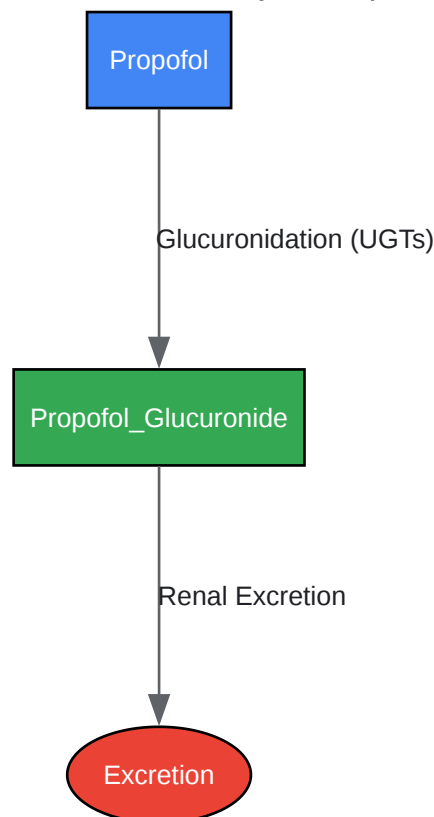 Propofol
Glucuronidation (UGTs)
Propofol_Glucuronide
Renal Excretion
Excretion